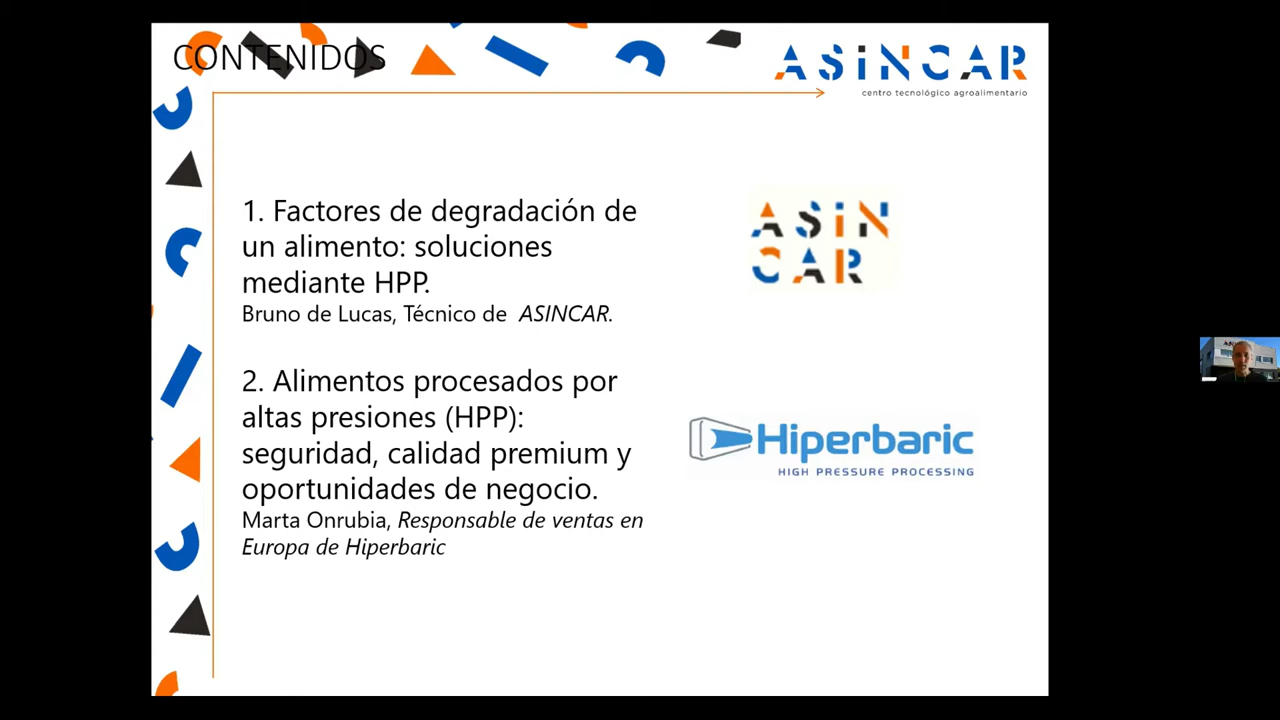 CONTENIDOS
ASiNCAR
centro tecnológico agroalimentario
1. Factores de degradación de
un alimento: soluciones
mediante HPP.
Bruno de Lucas, Técnico de ASINCAR.
ASiN
CAR
2. Alimentos procesados por
altas presiones (HPP):
seguridad, calidad premium y
oportunidades de negocio.
Marta Onrubia, Responsable de ventas en
Europa de Hiperbaric
Hiperbaric
HIGH PRESSURE PROCESSING